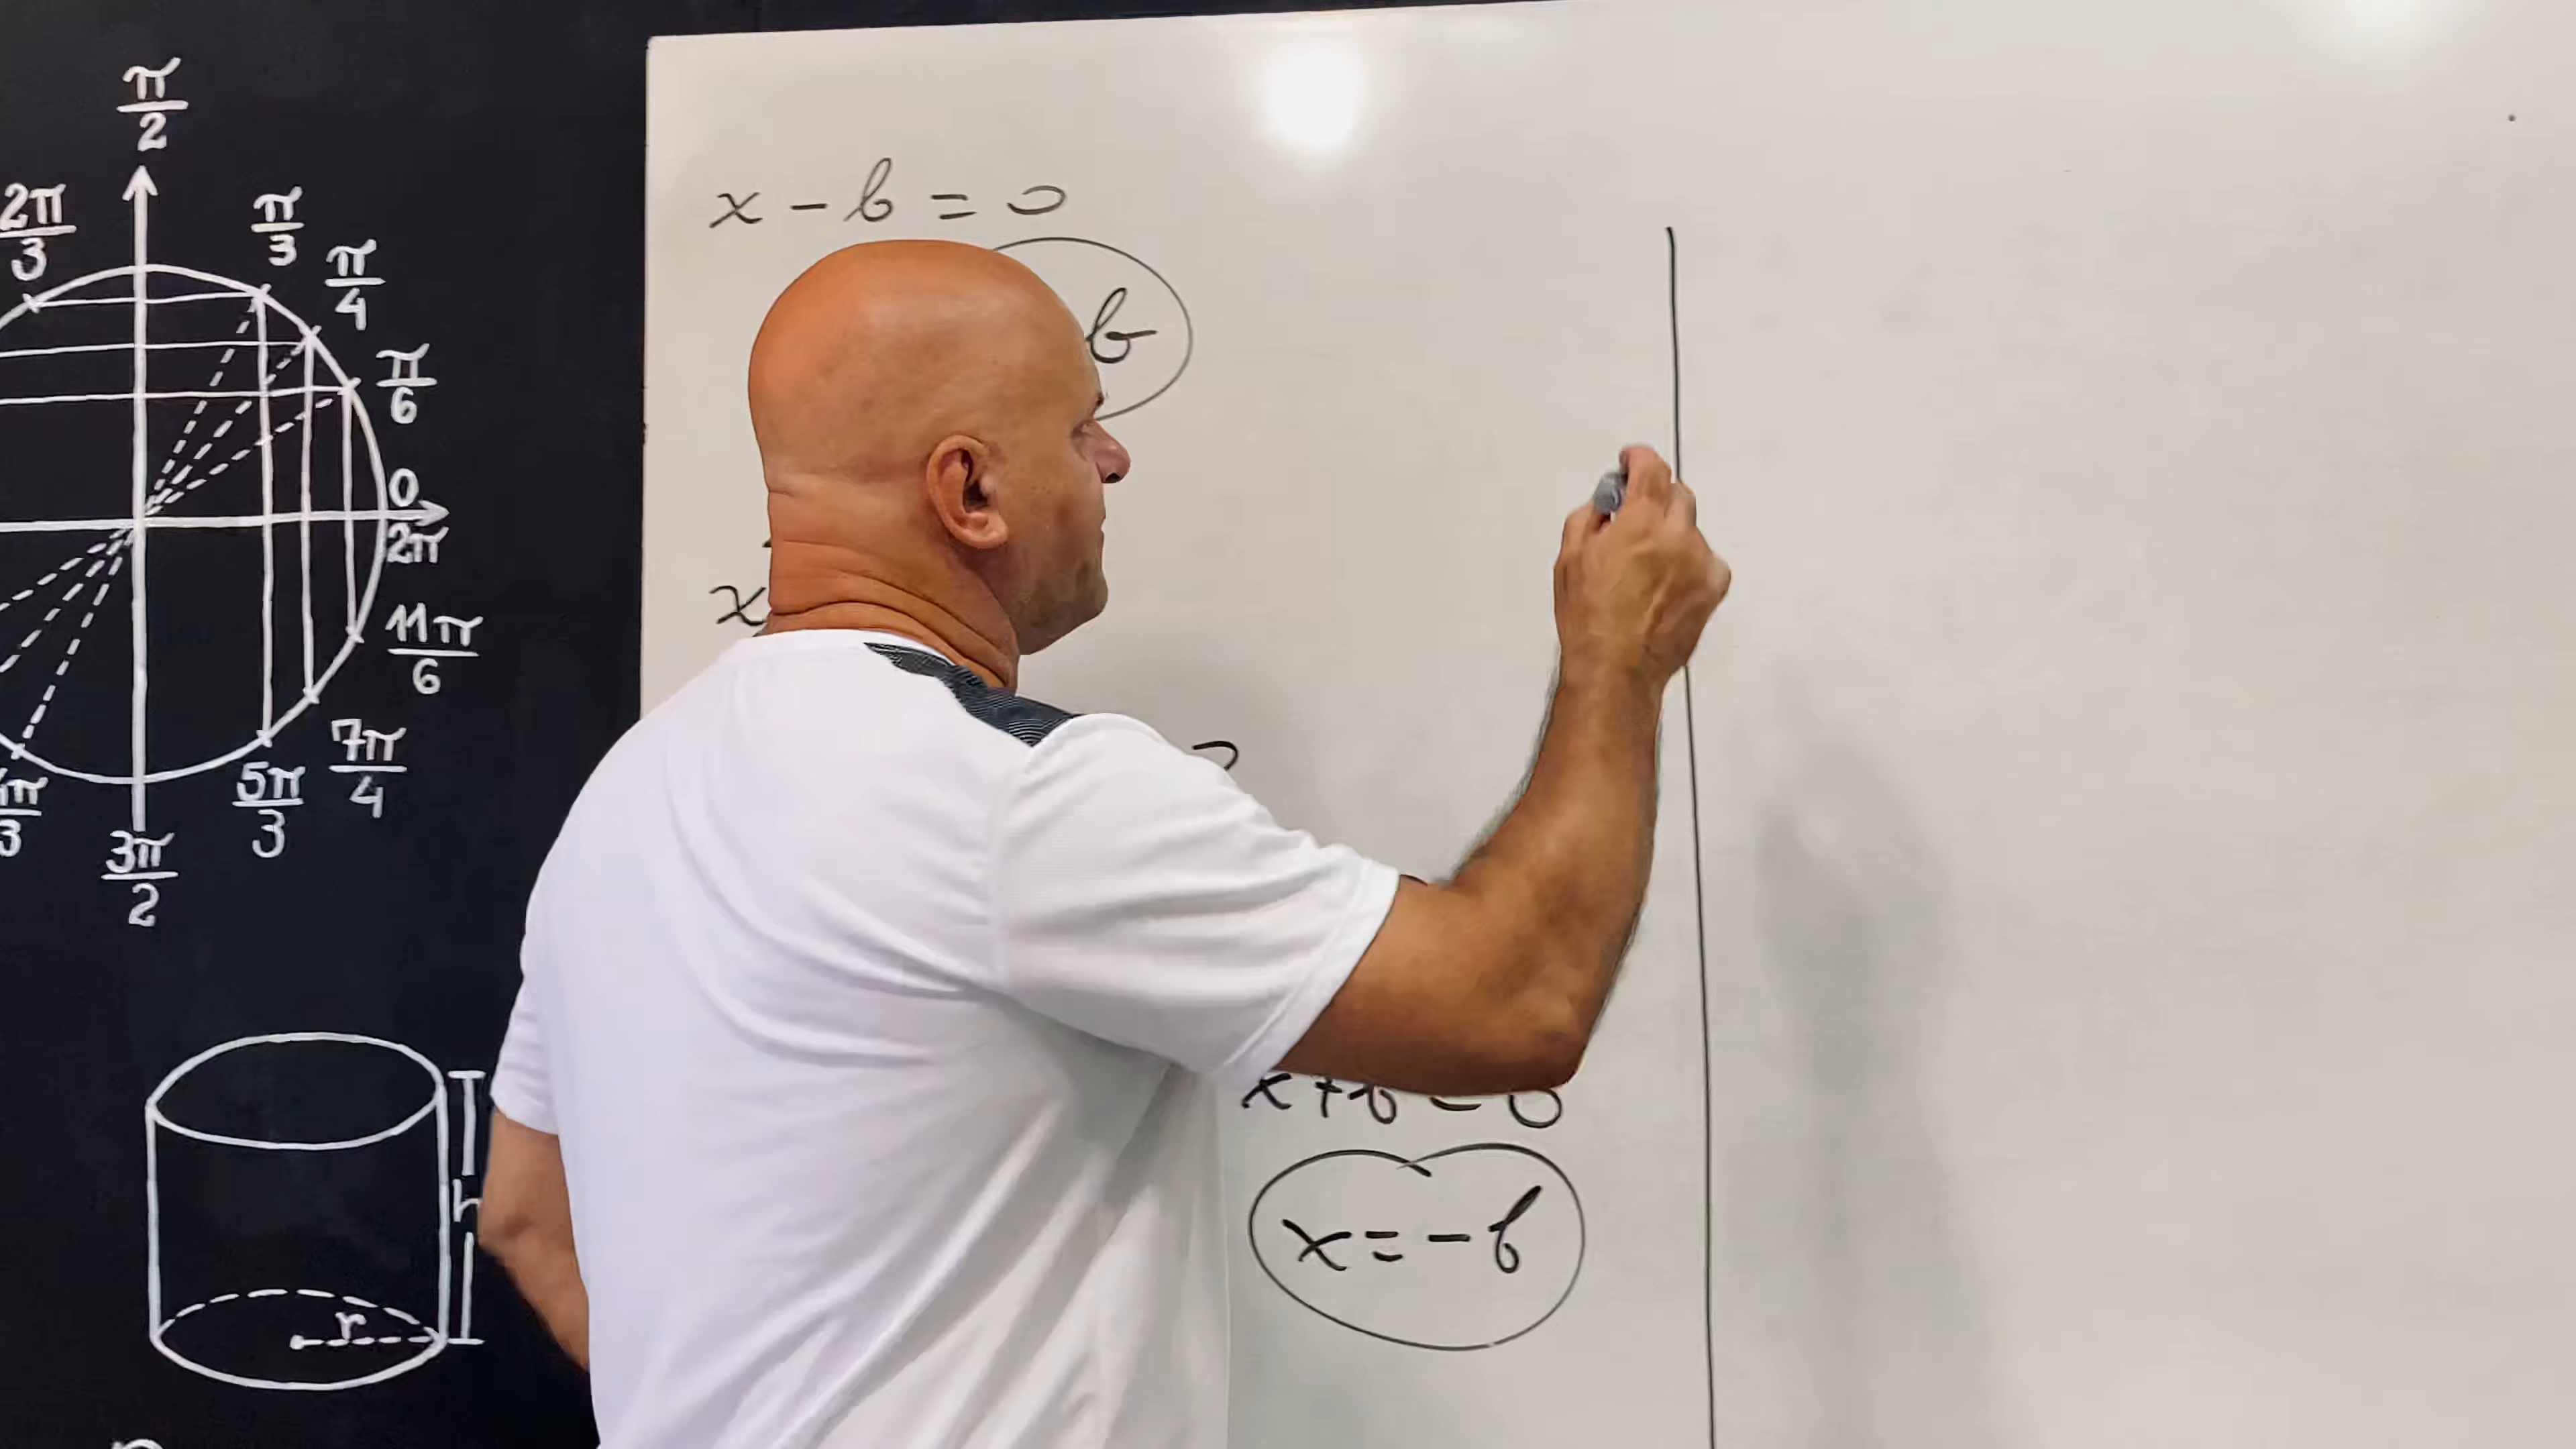 π/2
2π/3
π/3
π/4
π/6
0
2π
11π/6
7π/4
5π/3
3π/2
h
r
x - b = 0
b
x
x + b = 0
x = - b